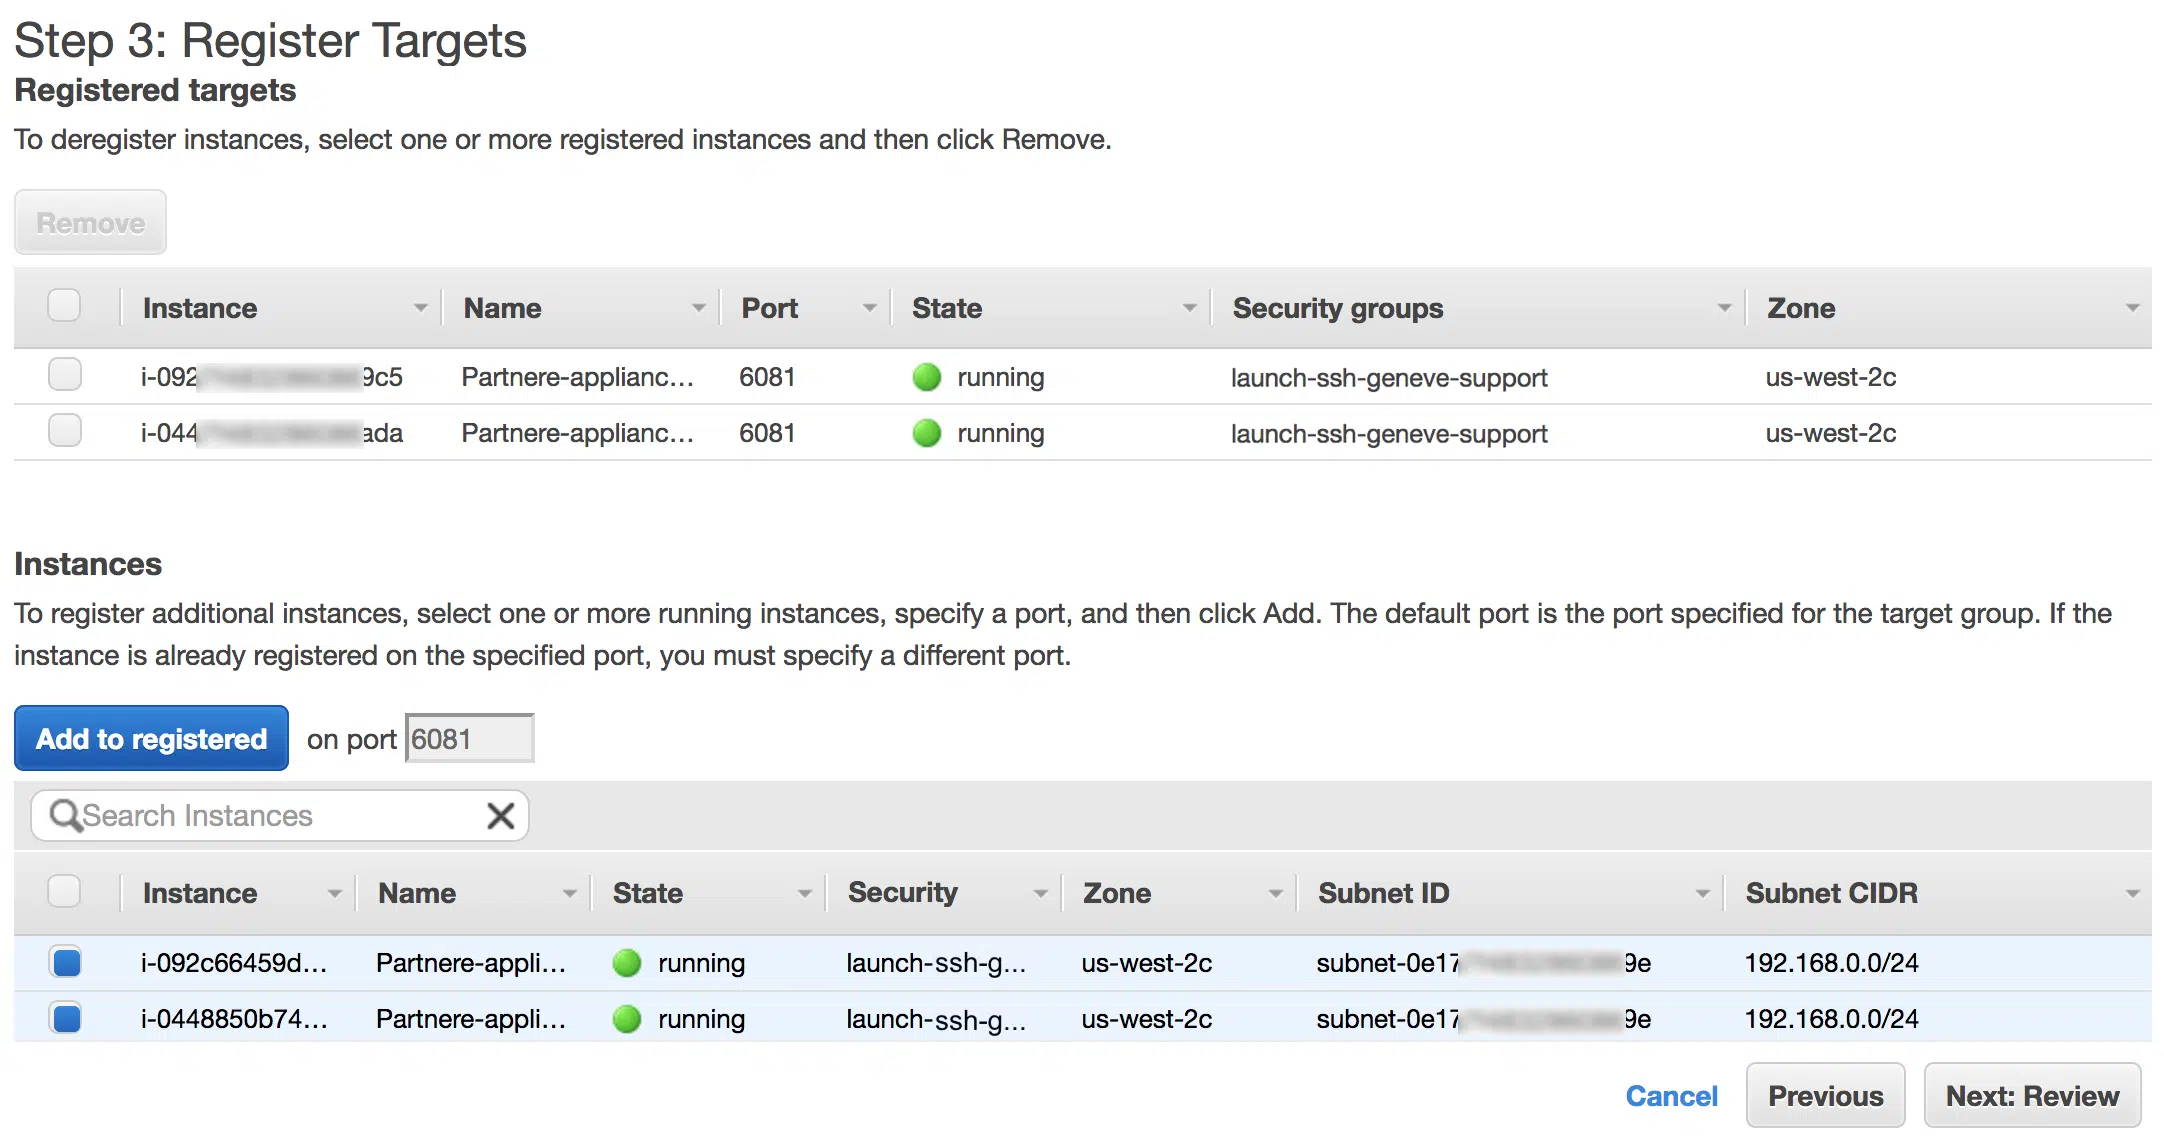 Step 3: Register Targets
Registered targets
To deregister instances, select one or more registered instances and then click Remove.
Remove
Instance Name Port State Security groups Zone
i-092 9c5 Partnere-applianc... 6081 running launch-ssh-geneve-support us-west-2c
i-044 ada Partnere-applianc... 6081 running launch-ssh-geneve-support us-west-2c
Instances
To register additional instances, select one or more running instances, specify a port, and then click Add. The default port is the port specified for the target group. If the
instance is already registered on the specified port, you must specify a different port.
Add to registered on port 6081
Search Instances
Instance Name State Security Zone Subnet ID Subnet CIDR
i-092c66459d... Partnere-appli... running launch-ssh-g... us-west-2c subnet-0e17 9e 192.168.0.0/24
i-0448850b74... Partnere-appli... running launch-ssh-g... us-west-2c subnet-0e17 9e 192.168.0.0/24
Cancel Previous Next: Review